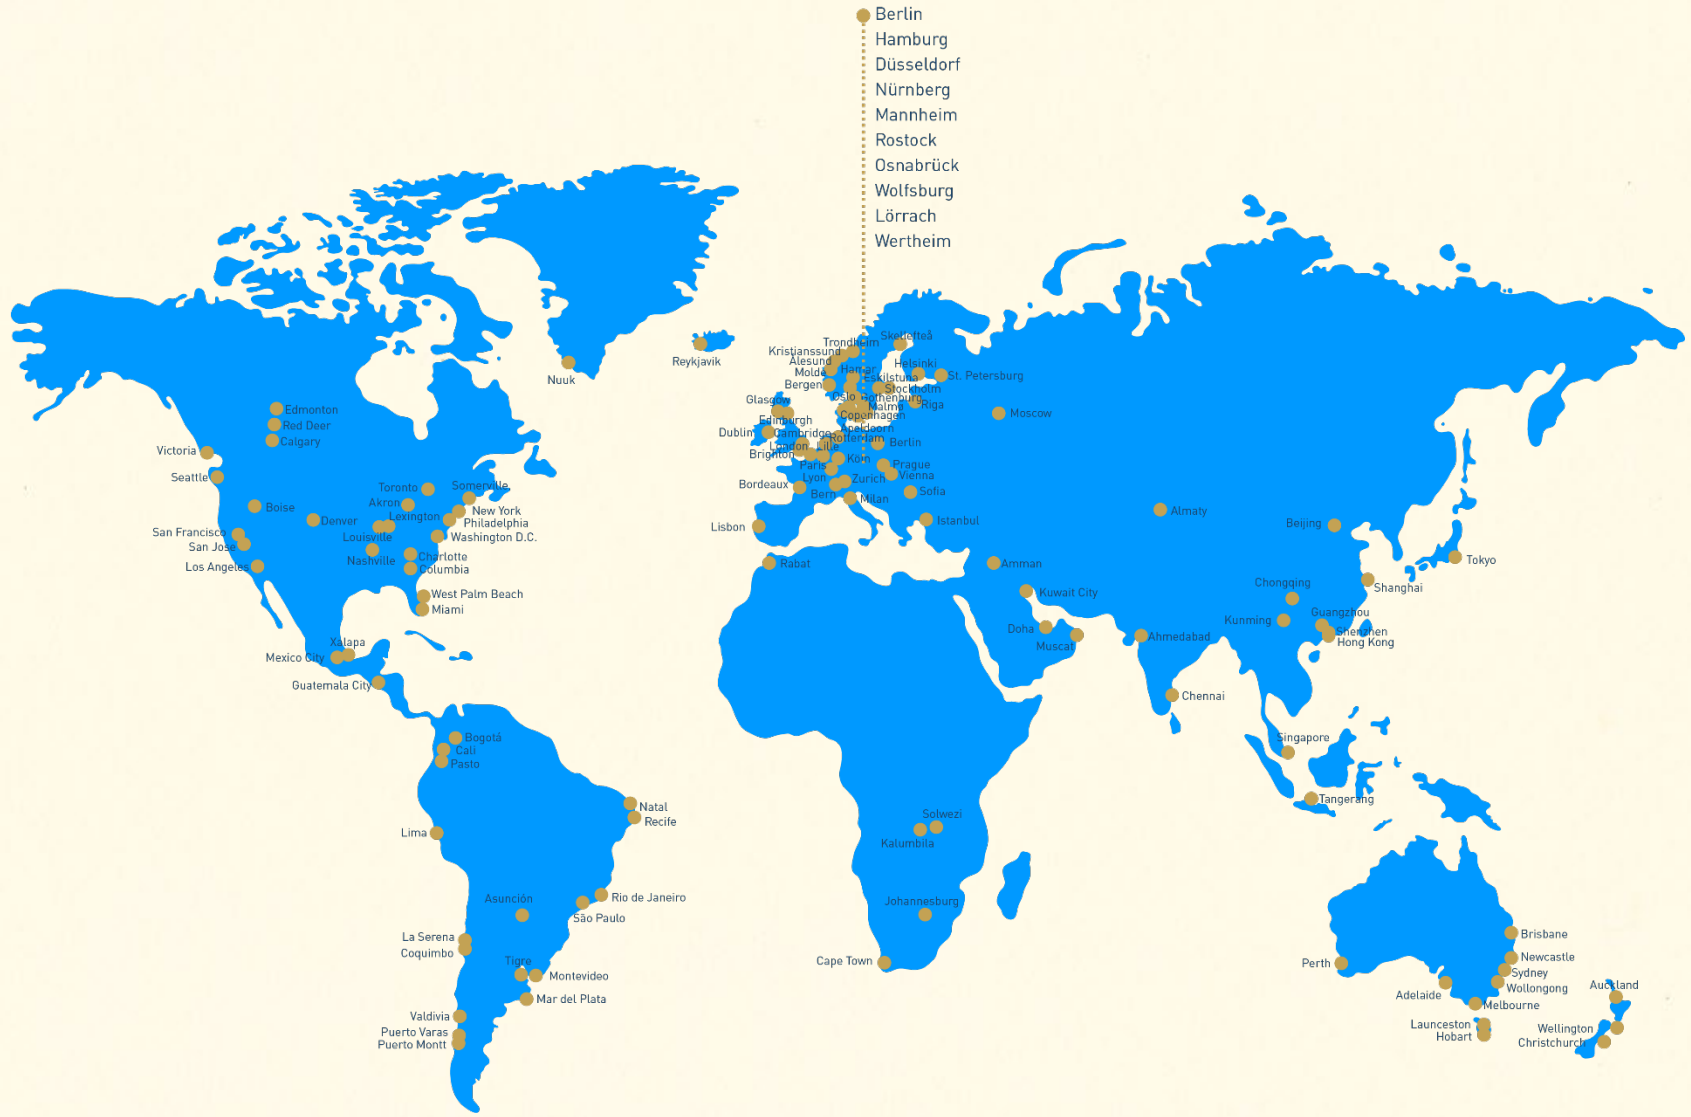 Berlin
Hamburg
Düsseldorf
Nürnberg
Mannheim
Rostock
Osnabrück
Wolfsburg
Lörrach
Wertheim
Reykjavik
Nuuk
Trondheim
Skellefteå
Kristianssund
Ålesund
Molde
Hamar
Helsinki
Bergen
Eskilstuna
St. Petersburg
Stockholm
Oslo
Gothenburg
Riga
Malmö
Moscow
Glasgow
Edinburgh
Copenhagen
Apeldoorn
Dublin
Cambridge
Rotterdam
Berlin
London
Lille
Brighton
Köln
Paris
Prague
Vienna
Lyon
Zurich
Bordeaux
Bern
Milan
Sofia
Lisbon
Istanbul
Edmonton
Red Deer
Calgary
Victoria
Seattle
Boise
Denver
Toronto
Somerville
Akron
New York
Lexington
Philadelphia
Washington D.C.
San Francisco
San Jose
Louisville
Nashville
Charlotte
Columbia
Los Angeles
West Palm Beach
Miami
Xalapa
Mexico City
Guatemala City
Rabat
Amman
Kuwait City
Doha
Muscat
Almaty
Beijing
Tokyo
Chongqing
Shanghai
Guangzhou
Kunming
Shenzhen
Hong Kong
Ahmedabad
Chennai
Singapore
Tangerang
Bogotá
Cali
Pasto
Natal
Recife
Lima
Asunción
Rio de Janeiro
São Paulo
La Serena
Coquimbo
Tigre
Montevideo
Mar del Plata
Valdivia
Puerto Varas
Puerto Montt
Solwezi
Kalumbila
Johannesburg
Cape Town
Brisbane
Newcastle
Perth
Sydney
Wollongong
Adelaide
Melbourne
Auckland
Launceston
Hobart
Wellington
Christchurch